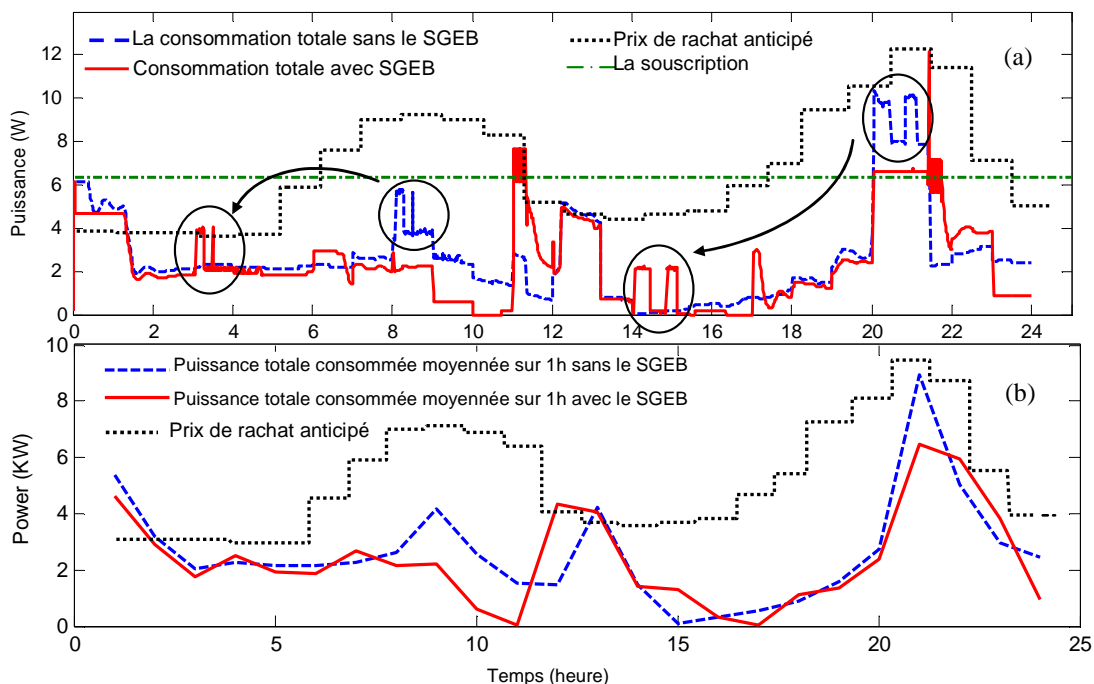 La consommation totale sans le SGEB
Prix de rachat anticipé
(a)
Consommation totale avec SGEB
La souscription
Puissance (W)
12
10
8
6
4
2
0
0 2 4 6 8 10 12 14 16 18 20 22 24
Puissance totale consommée moyennée sur 1h sans le SGEB
(b)
Puissance totale consommée moyennée sur 1h avec le SGEB
Prix de rachat anticipé
Power (KW)
10
8
6
4
2
0
0 5 10 15 20 25
Temps (heure)